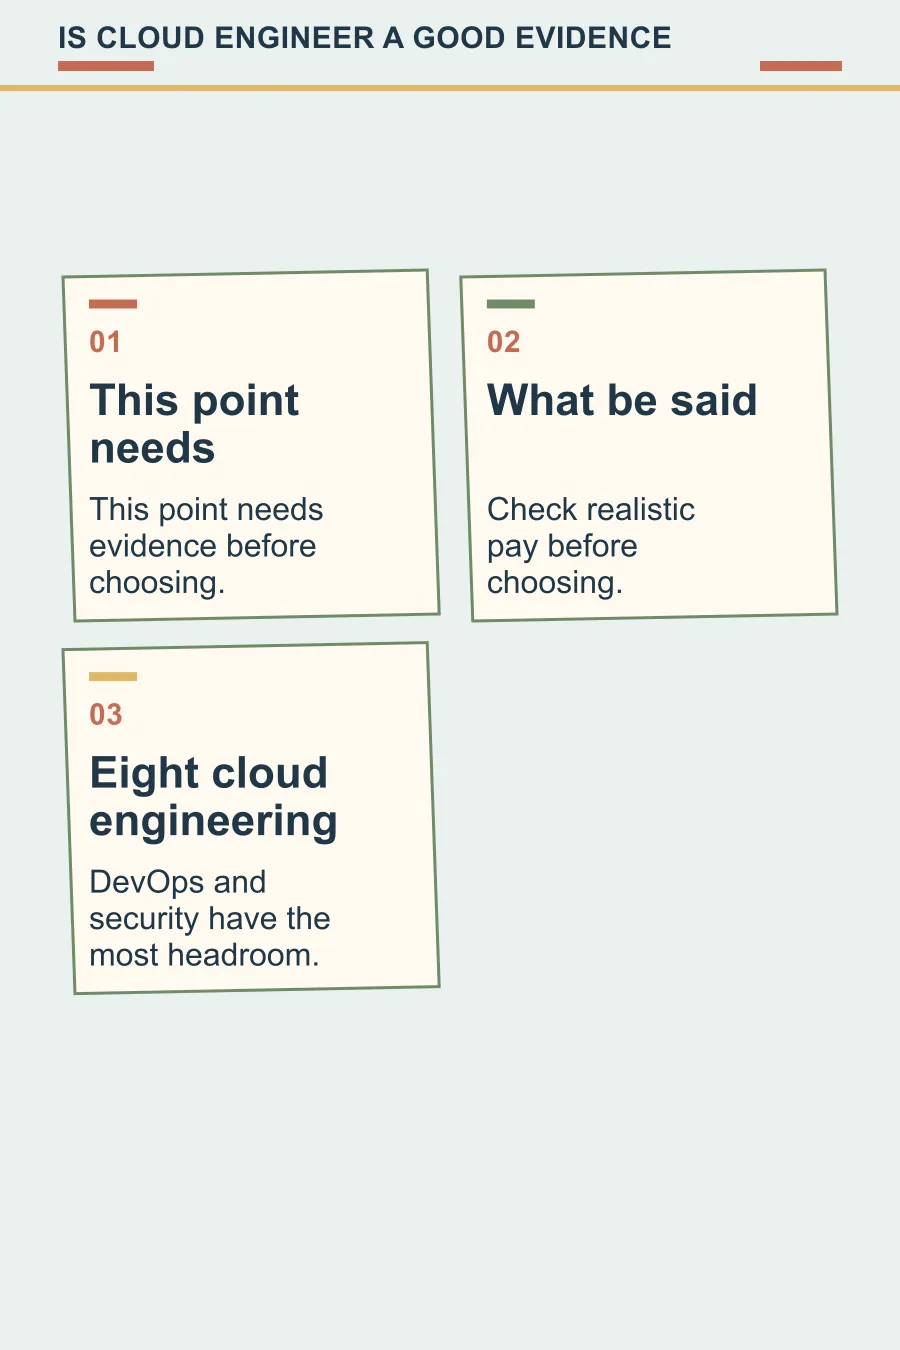 IS CLOUD ENGINEER A GOOD EVIDENCE
01
This point
needs
This point needs
evidence before
choosing.
02
What be said
Check realistic
pay before
choosing.
03
Eight cloud
engineering
DevOps and
security have the
most headroom.